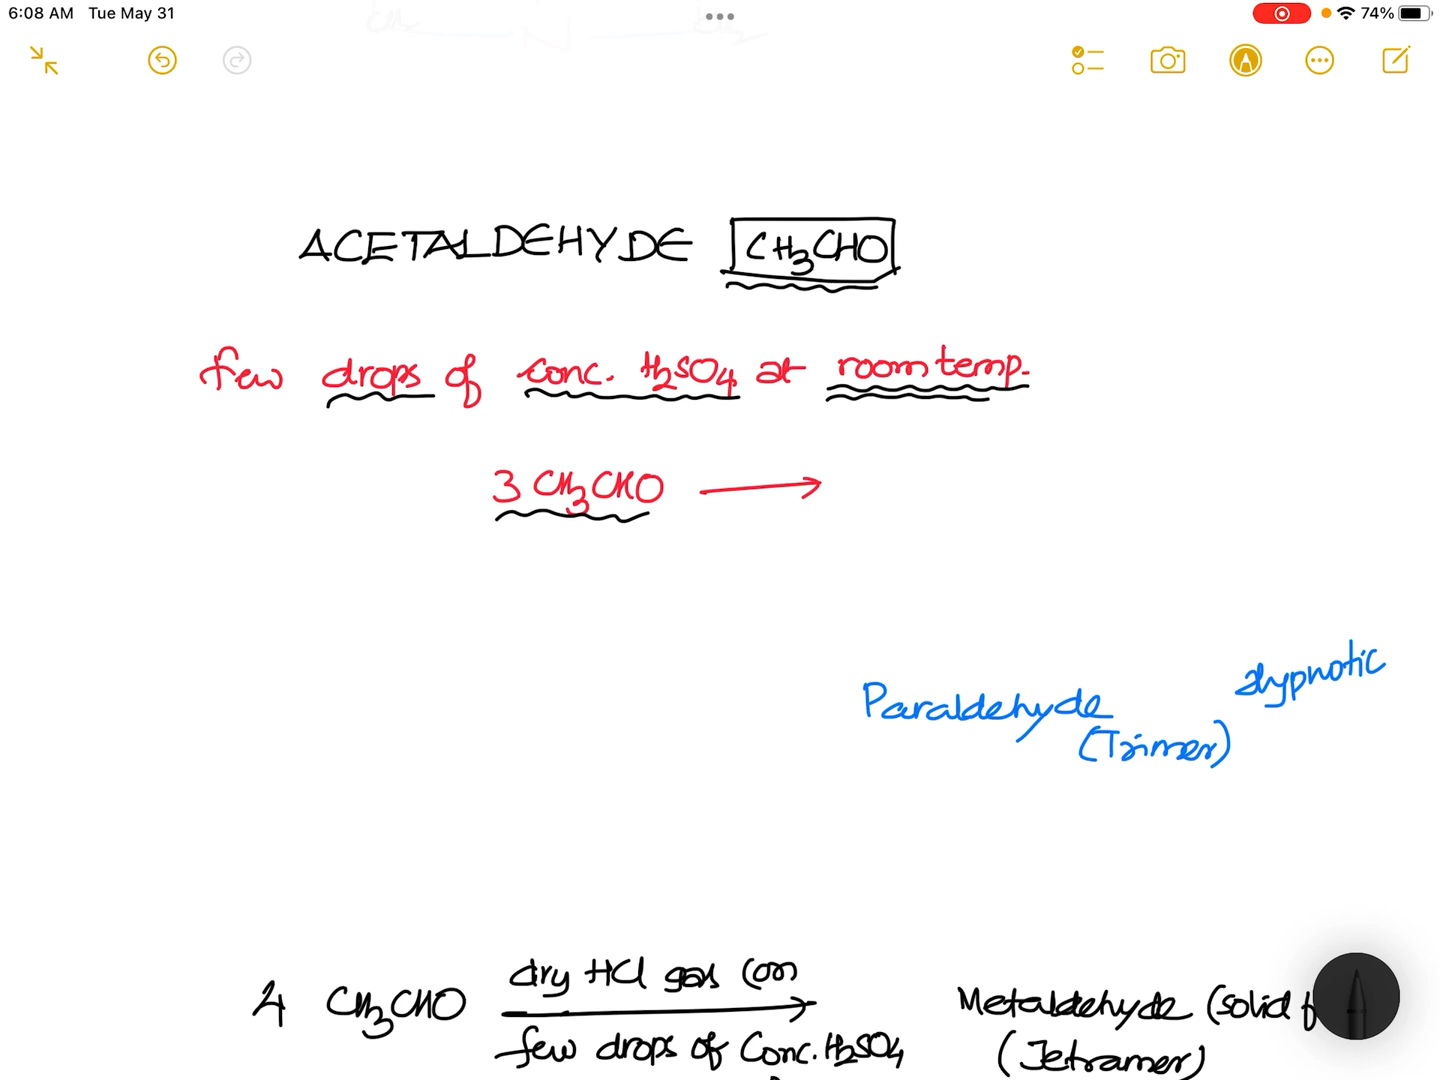 6:08 AM Tue May 31
74%
ACETALDEHYDE CH3CHO
few drops of conc. H2SO4 at room temp.
3 CH3CHO →
Hypnotic
Paraldehyde
(Trimer)
dry HCl gas (or)
4 CH3CHO → Metaldehyde (solid
few drops of Conc. H2SO4
(Tetramer)